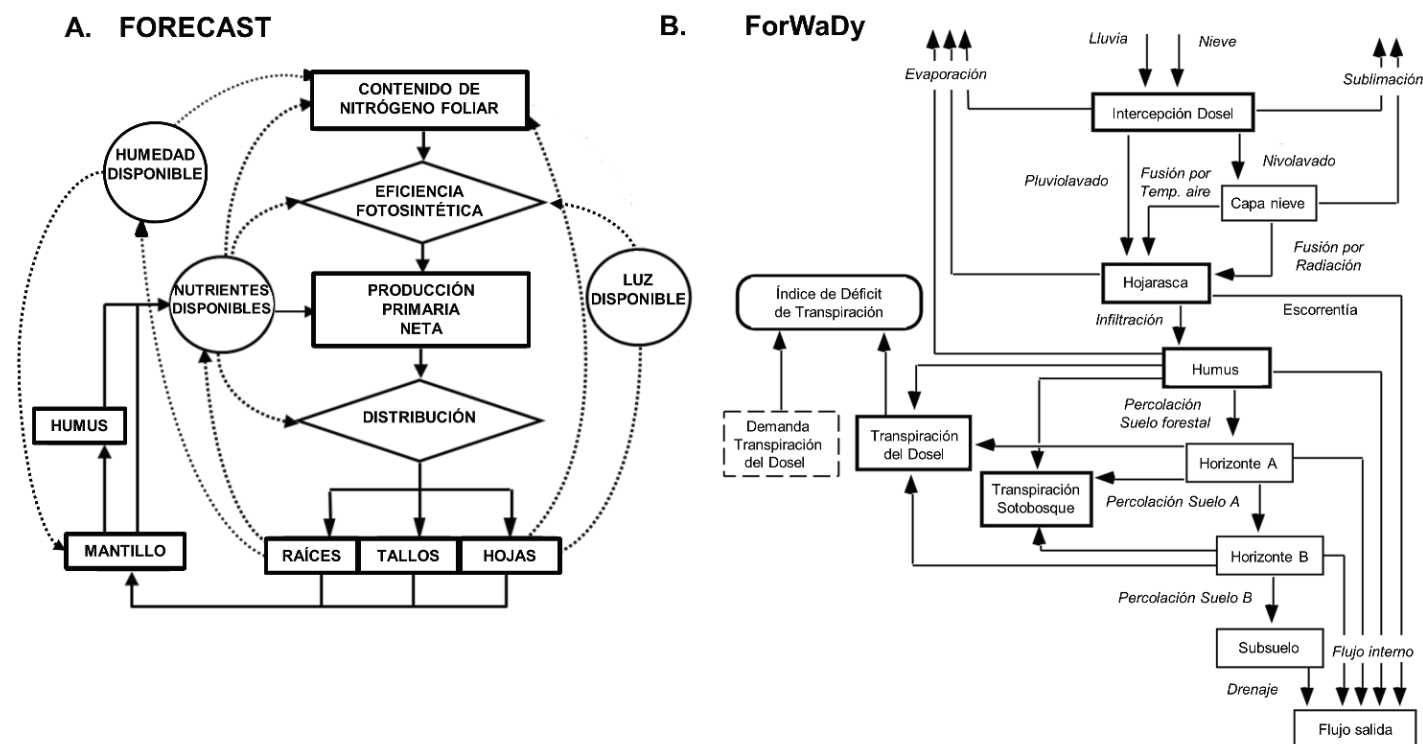 A. FORECAST
CONTENIDO DE
NITRÓGENO FOLIAR
HUMEDAD
DISPONIBLE
EFICIENCIA
FOTOSINTÉTICA
NUTRIENTES
DISPONIBLES
PRODUCCIÓN
PRIMARIA
NETA
LUZ
DISPONIBLE
DISTRIBUCIÓN
HUMUS
MANTILLO
RAÍCES
TALLOS
HOJAS
B. ForWaDy
Lluvía
Nieve
Evaporación
Sublimación
Intercepción Dosel
Pluviolavado
Fusión por
Temp. aire
Nivolavado
Capa nieve
Fusión por
Radiación
Hojarasca
Índice de Déficit
de Transpiración
Infiltración
Escorrentía
Humus
Percolación
Suelo forestal
Demanda
Transpiración
del Dosel
Transpiración
del Dosel
Horizonte A
Transpiración
Sotobosque
Percolación Suelo A
Horizonte B
Percolación Suelo B
Subsuelo
Flujo interno
Drenaje
Flujo salida